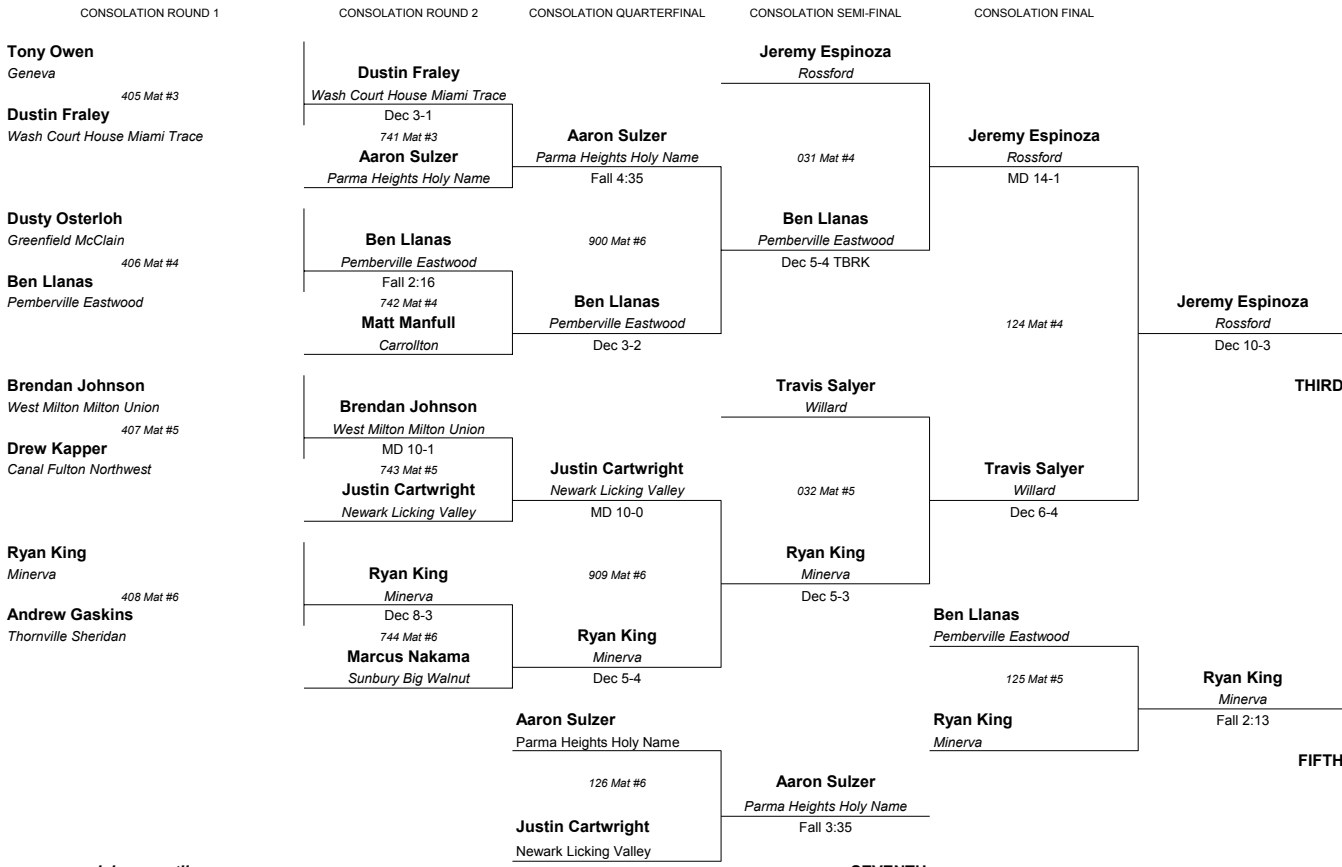 CONSOLATION ROUND 1
CONSOLATION ROUND 2
CONSOLATION QUARTERFINAL
CONSOLATION SEMI-FINAL
CONSOLATION FINAL
Tony Owen
Geneva
405 Mat #3
Dustin Fraley
Wash Court House Miami Trace
Dusty Osterloh
Greenfield McClain
406 Mat #4
Ben Llanas
Pemberville Eastwood
Brendan Johnson
West Milton Milton Union
407 Mat #5
Drew Kapper
Canal Fulton Northwest
Ryan King
Minerva
408 Mat #6
Andrew Gaskins
Thornville Sheridan
Dustin Fraley
Wash Court House Miami Trace
Dec 3-1
741 Mat #3
Aaron Sulzer
Parma Heights Holy Name
Ben Llanas
Pemberville Eastwood
Fall 2:16
742 Mat #4
Matt Manfull
Carrollton
Brendan Johnson
West Milton Milton Union
MD 10-1
743 Mat #5
Justin Cartwright
Newark Licking Valley
Ryan King
Minerva
Dec 8-3
744 Mat #6
Marcus Nakama
Sunbury Big Walnut
Aaron Sulzer
Parma Heights Holy Name
Fall 4:35
900 Mat #6
Ben Llanas
Pemberville Eastwood
Dec 3-2
Justin Cartwright
Newark Licking Valley
MD 10-0
909 Mat #6
Ryan King
Minerva
Dec 5-4
Aaron Sulzer
Parma Heights Holy Name
126 Mat #6
Justin Cartwright
Newark Licking Valley
Jeremy Espinoza
Rossford
031 Mat #4
Ben Llanas
Pemberville Eastwood
Dec 5-4 TBRK
Travis Salyer
Willard
032 Mat #5
Ryan King
Minerva
Dec 5-3
Aaron Sulzer
Parma Heights Holy Name
Fall 3:35
Jeremy Espinoza
Rossford
MD 14-1
124 Mat #4
Travis Salyer
Willard
Dec 6-4
Ben Llanas
Pemberville Eastwood
125 Mat #5
Ryan King
Minerva
Jeremy Espinoza
Rossford
Dec 10-3
THIRD
Ryan King
Minerva
Fall 2:13
FIFTH